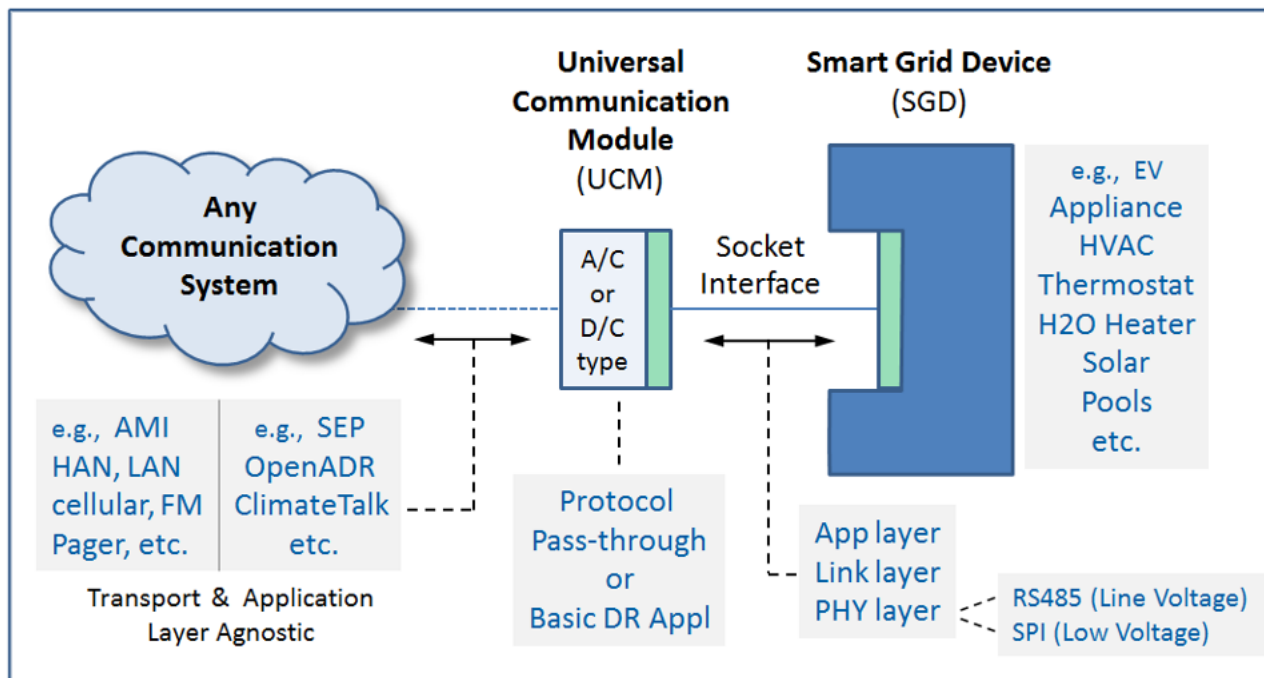 Universal
Communication
Module
(UCM)
Smart Grid Device
(SGD)
Any
Communication
System
A/C
or
D/C
type
Socket
Interface
e.g., EV
Appliance
HVAC
Thermostat
H2O Heater
Solar
Pools
etc.
e.g., AMI
HAN, LAN
cellular, FM
Pager, etc.
e.g., SEP
OpenADR
ClimateTalk
etc.
Transport & Application
Layer Agnostic
Protocol
Pass-through
or
Basic DR Appl
App layer
Link layer
PHY layer
RS485 (Line Voltage)
SPI (Low Voltage)